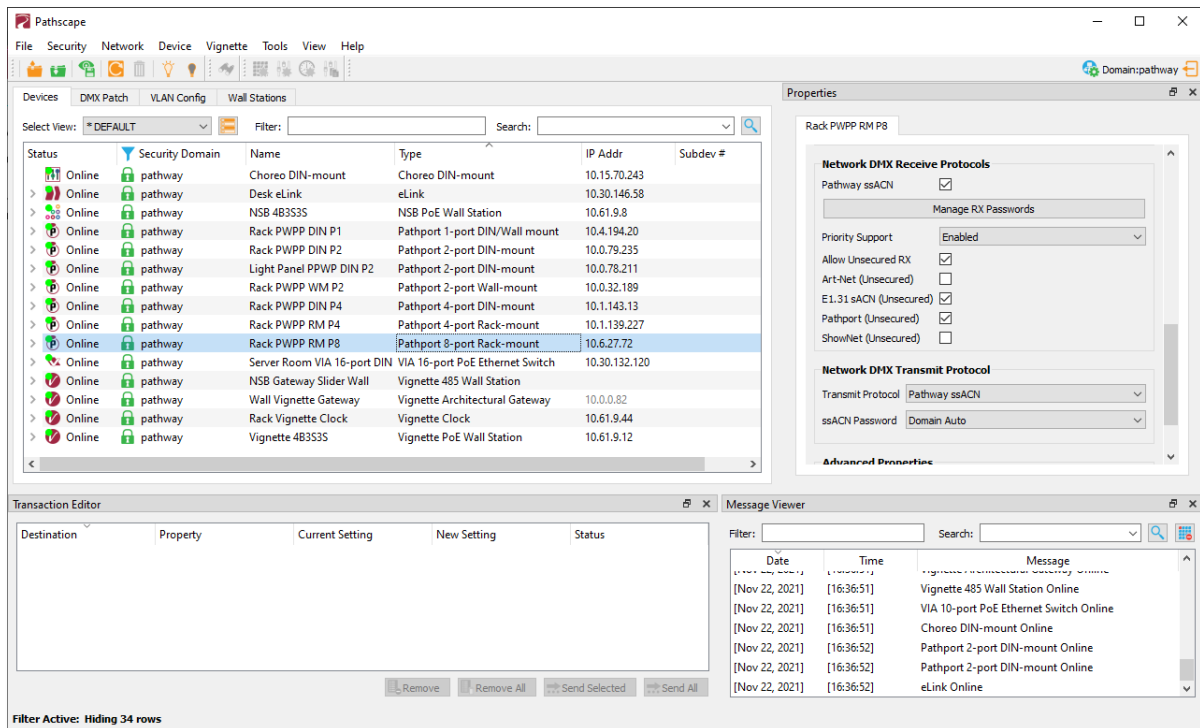 Pathscape
File Security Network Device Vignette Tools View Help
Domain:pathway
Devices DMX Patch VLAN Config Wall Stations
Select View: * DEFAULT Filter: Search:
Status Security Domain Name Type IP Addr Subdev #
Online pathway Choreo DIN-mount Choreo DIN-mount 10.15.70.243
Online pathway Desk eLink eLink 10.30.146.58
Online pathway NSB 4B3S3S NSB PoE Wall Station 10.61.9.8
Online pathway Rack PWPP DIN P1 Pathport 1-port DIN/Wall mount 10.4.194.20
Online pathway Rack PWPP DIN P2 Pathport 2-port DIN-mount 10.0.79.235
Online pathway Light Panel PPWP DIN P2 Pathport 2-port DIN-mount 10.0.78.211
Online pathway Rack PWPP WM P2 Pathport 2-port Wall-mount 10.0.32.189
Online pathway Rack PWPP DIN P4 Pathport 4-port DIN-mount 10.1.143.13
Online pathway Rack PWPP RM P4 Pathport 4-port Rack-mount 10.1.139.227
Online pathway Rack PWPP RM P8 Pathport 8-port Rack-mount 10.6.27.72
Online pathway Server Room VIA 16-port DIN VIA 16-port PoE Ethernet Switch 10.30.132.120
Online pathway NSB Gateway Slider Wall Vignette 485 Wall Station
Online pathway Wall Vignette Gateway Vignette Architectural Gateway 10.0.0.82
Online pathway Rack Vignette Clock Vignette Clock 10.61.9.44
Online pathway Vignette 4B3S3S Vignette PoE Wall Station 10.61.9.12
Properties
Rack PWPP RM P8
Network DMX Receive Protocols
Pathway ssACN
Manage RX Passwords
Priority Support Enabled
Allow Unsecured RX
Art-Net (Unsecured)
E1.31 sACN (Unsecured)
Pathport (Unsecured)
ShowNet (Unsecured)
Network DMX Transmit Protocol
Transmit Protocol Pathway ssACN
ssACN Password Domain Auto
Advanced Properties
Transaction Editor
Destination Property Current Setting New Setting Status
Remove Remove All Send Selected Send All
Message Viewer
Filter: Search:
Date Time Message
[Nov 22, 2021] [16:36:51] Vignette Architectural Gateway Online
[Nov 22, 2021] [16:36:51] Vignette 485 Wall Station Online
[Nov 22, 2021] [16:36:51] VIA 10-port PoE Ethernet Switch Online
[Nov 22, 2021] [16:36:51] Choreo DIN-mount Online
[Nov 22, 2021] [16:36:52] Pathport 2-port DIN-mount Online
[Nov 22, 2021] [16:36:52] Pathport 2-port DIN-mount Online
[Nov 22, 2021] [16:36:52] eLink Online
Filter Active: Hiding 34 rows